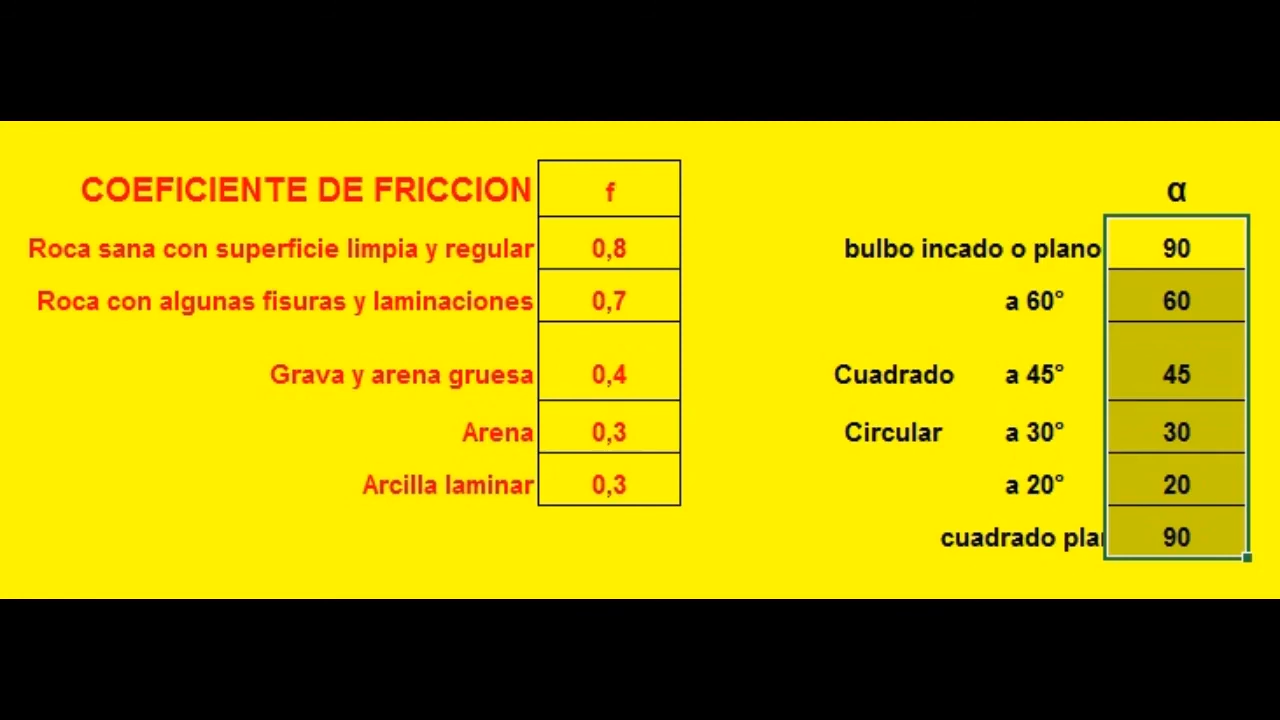 COEFICIENTE DE FRICCION f α
Roca sana con superficie limpia y regular 0,8 bulbo incado o plano 90
Roca con algunas fisuras y laminaciones 0,7 a 60° 60
Grava y arena gruesa 0,4 Cuadrado a 45° 45
Arena 0,3 Circular a 30° 30
Arcilla laminar 0,3 a 20° 20
cuadrado 90